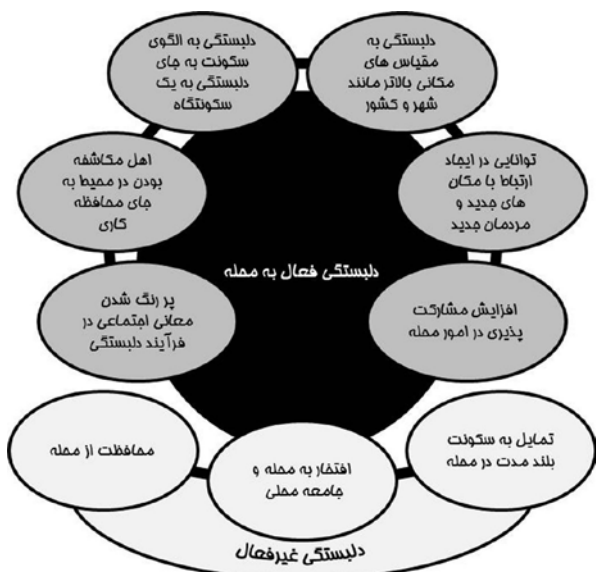 دلبستگی به
مقیاس های
مکانی بالاتر مانند
شهر و کشور
دلبستگی به الگوی
سکونت به جای
دلبستگی به یک
سکونتگاه
توانایی در ایجاد
ارتباط با مکان
های جدید و
مردمان جدید
اهل مکاشفه
بودن در محیط به
جای محافظه
کاری
دلبستگی فعال به محله
افزایش مشارکت
پذیری در امور محله
پر رنگ شدن
معانی اجتماعی در
فرآیند دلبستگی
تمایل به سکونت
بلند مدت در محله
افتخار به محله و
جامعه محلی
محافظت از محله
دلبستگی غیرفعال